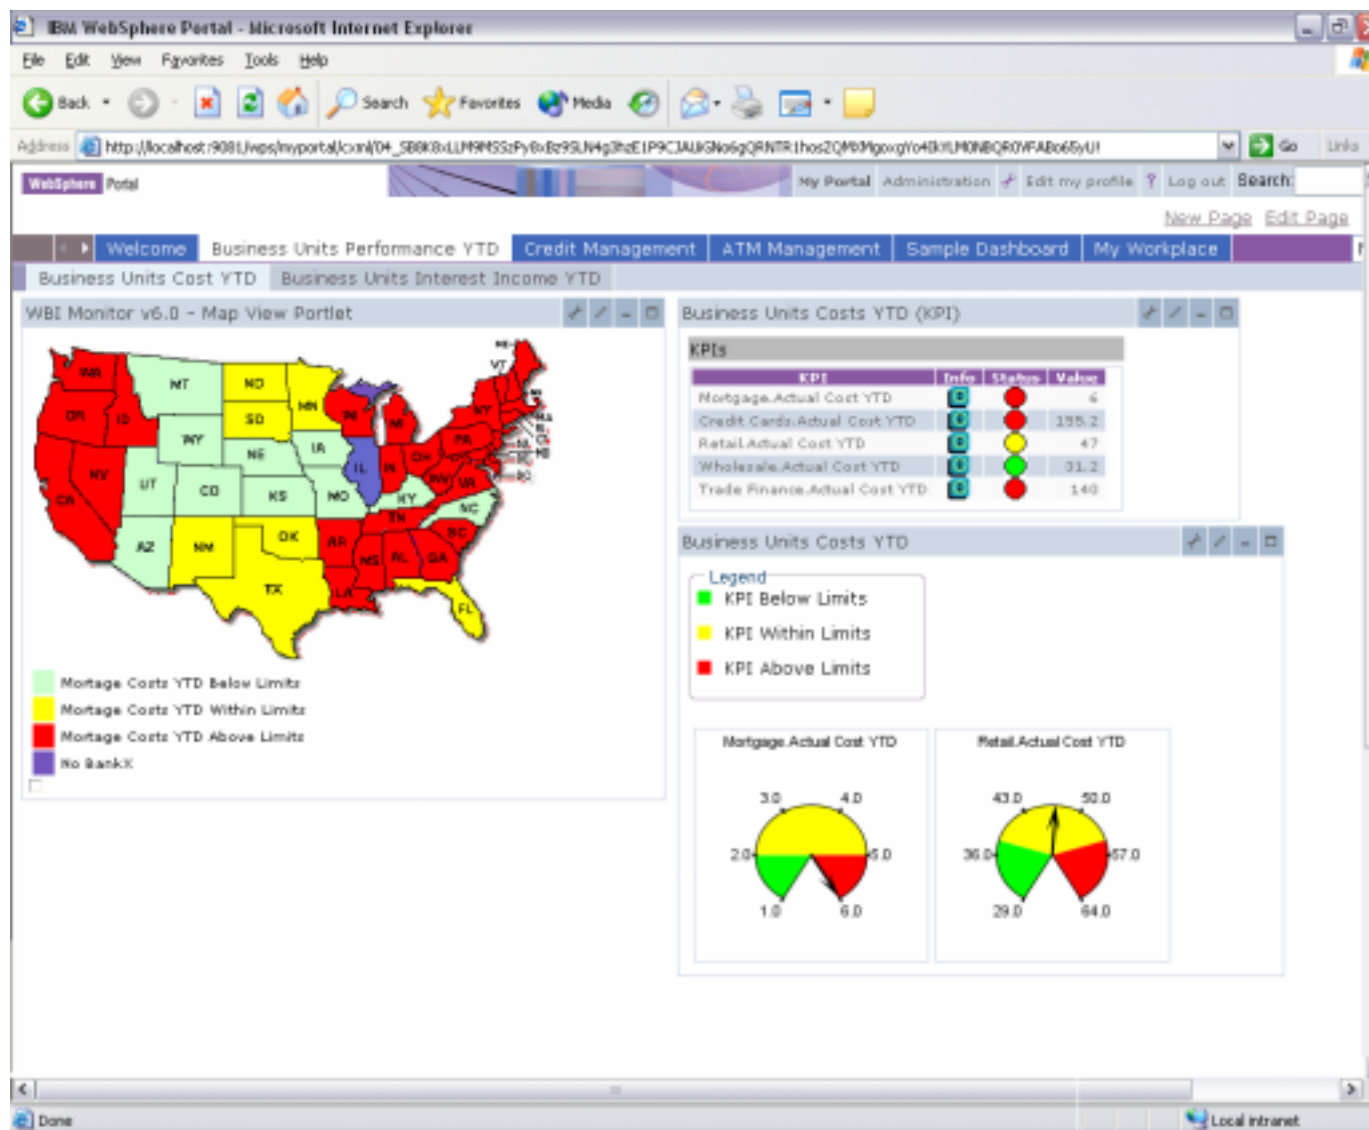 IBM WebSphere Portal - Microsoft Internet Explorer
File Edit View Favorites Tools Help
Back Search Favorites Media
Address Go Links
WebSphere Portal My Portal Administration Edit my profile ? Log out Search:
New Page Edit Page
Welcome Business Units Performance YTD Credit Management ATM Management Sample Dashboard My Workplace
Business Units Cost YTD Business Units Interest Income YTD
WBI Monitor v6.0 - Map View Portlet
WA MT ND MN
OR ID SD WI MI NY
WY IA PA
NV NE IL IN OH
UT CO KS MO WV VA
CA KY NC
AZ NM OK AR TN SC
MS AL GA
TX LA FL
VT
Mortage Costs YTD Below Limits
Mortage Costs YTD Within Limits
Mortage Costs YTD Above Limits
No BankX
Business Units Costs YTD (KPI)
KPIs
KPI Info Status Value
Mortgage.Actual Cost YTD 6
Credit Cards.Actual Cost YTD 155.2
Retail.Actual Cost YTD 47
Wholesale.Actual Cost YTD 31.2
Trade Finance.Actual Cost YTD 140
Business Units Costs YTD
Legend
KPI Below Limits
KPI Within Limits
KPI Above Limits
Mortgage.Actual Cost YTD
3.0 4.0
2.0 5.0
1.0 6.0
Retail.Actual Cost YTD
43.0 50.0
36.0 57.0
29.0 64.0
Done Local intranet